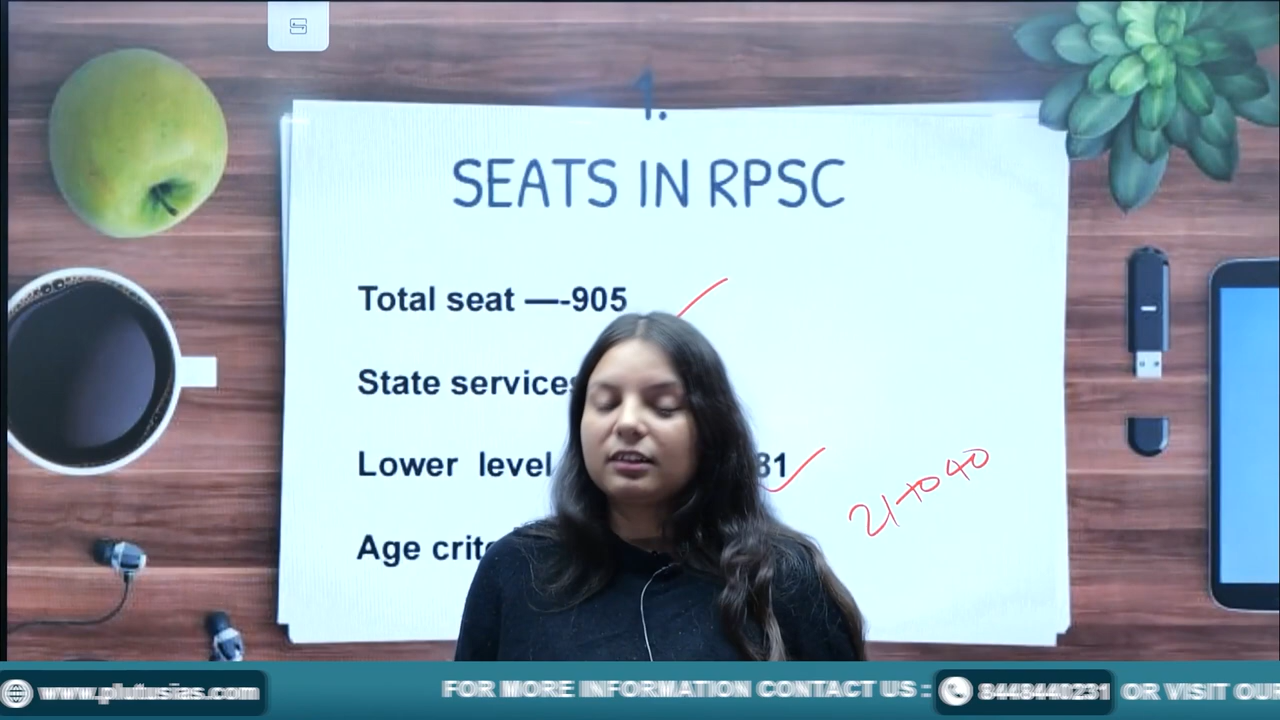 1.
SEATS IN RPSC
Total seat —-905
State services
Lower level 81
21 to 40
Age
www.plutusias.com
FOR MORE INFORMATION CONTACT US : 8448440231 OR VISIT OUR